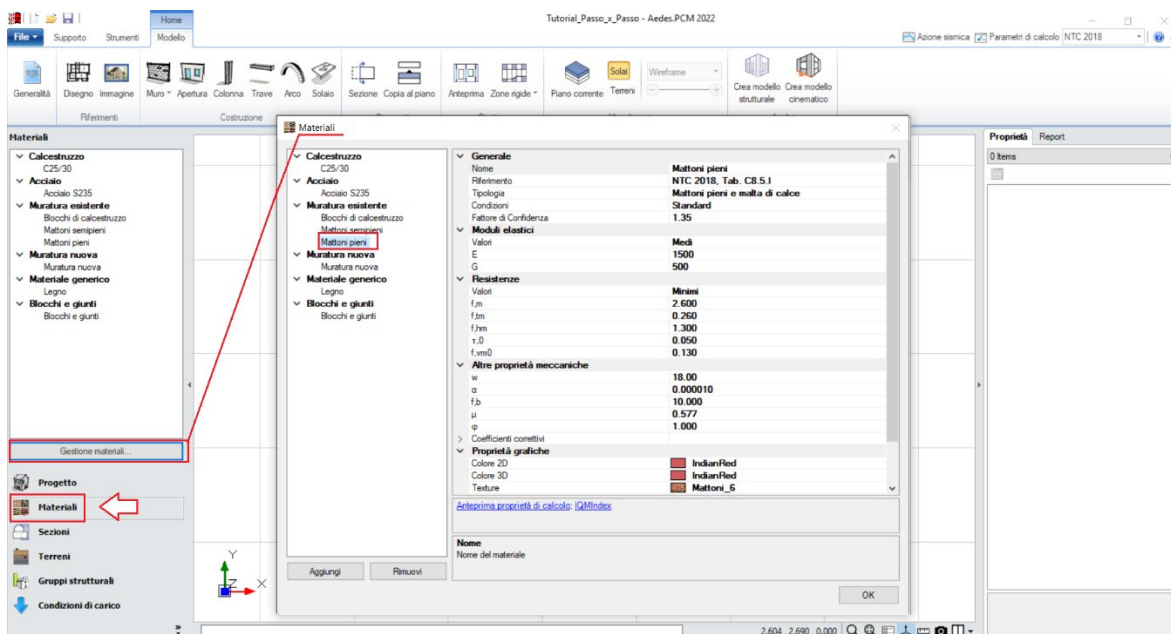 Tutorial_Passo_x_Passo - Aedes.PCM 2022
Home
File Supporto Strumenti Modello
Azione sismica Parametri di calcolo NTC 2018
Generalità Disegno Immagine Muro Apertura Colonna Trave Arco Solaio Sezione Copia al piano Anteprima Zone rigide Piano corrente Solai Terreni Wireframe Crea modello strutturale Crea modello cinematico
Riferimenti Costruzione
Materiali
Calcestruzzo
C25/30
Acciaio
Acciaio S235
Muratura esistente
Blocchi di calcestruzzo
Mattoni semipieni
Mattoni pieni
Muratura nuova
Muratura nuova
Materiale generico
Legno
Blocchi e giunti
Blocchi e giunti
Gestione materiali...
Progetto
Materiali
Sezioni
Terreni
Gruppi strutturali
Condizioni di carico
Y
Z X
Materiali
Calcestruzzo
C25/30
Acciaio
Acciaio S235
Muratura esistente
Blocchi di calcestruzzo
Mattoni semipieni
Mattoni pieni
Muratura nuova
Muratura nuova
Materiale generico
Legno
Blocchi e giunti
Blocchi e giunti
Aggiungi Rimuovi
Generale
Nome Mattoni pieni
Riferimento NTC 2018, Tab. C8.5.I
Tipologia Mattoni pieni e malta di calce
Condizioni Standard
Fattore di Confidenza 1.35
Moduli elastici
Valori Medi
E 1500
G 500
Resistenze
Valori Minimi
f,m 2.600
f,tm 0.260
f,hm 1.300
τ,0 0.050
f,vm0 0.130
Altre proprietà meccaniche
w 18.00
α 0.000010
f,b 10.000
μ 0.577
φ 1.000
Coefficienti correttivi
Proprietà grafiche
Colore 2D IndianRed
Colore 3D IndianRed
Texture Mattoni_6
Anteprima proprietà di calcolo; IQMIndex
Nome
Nome del materiale
OK
Proprietà Report
0 Items
2.604 2.690 0.000